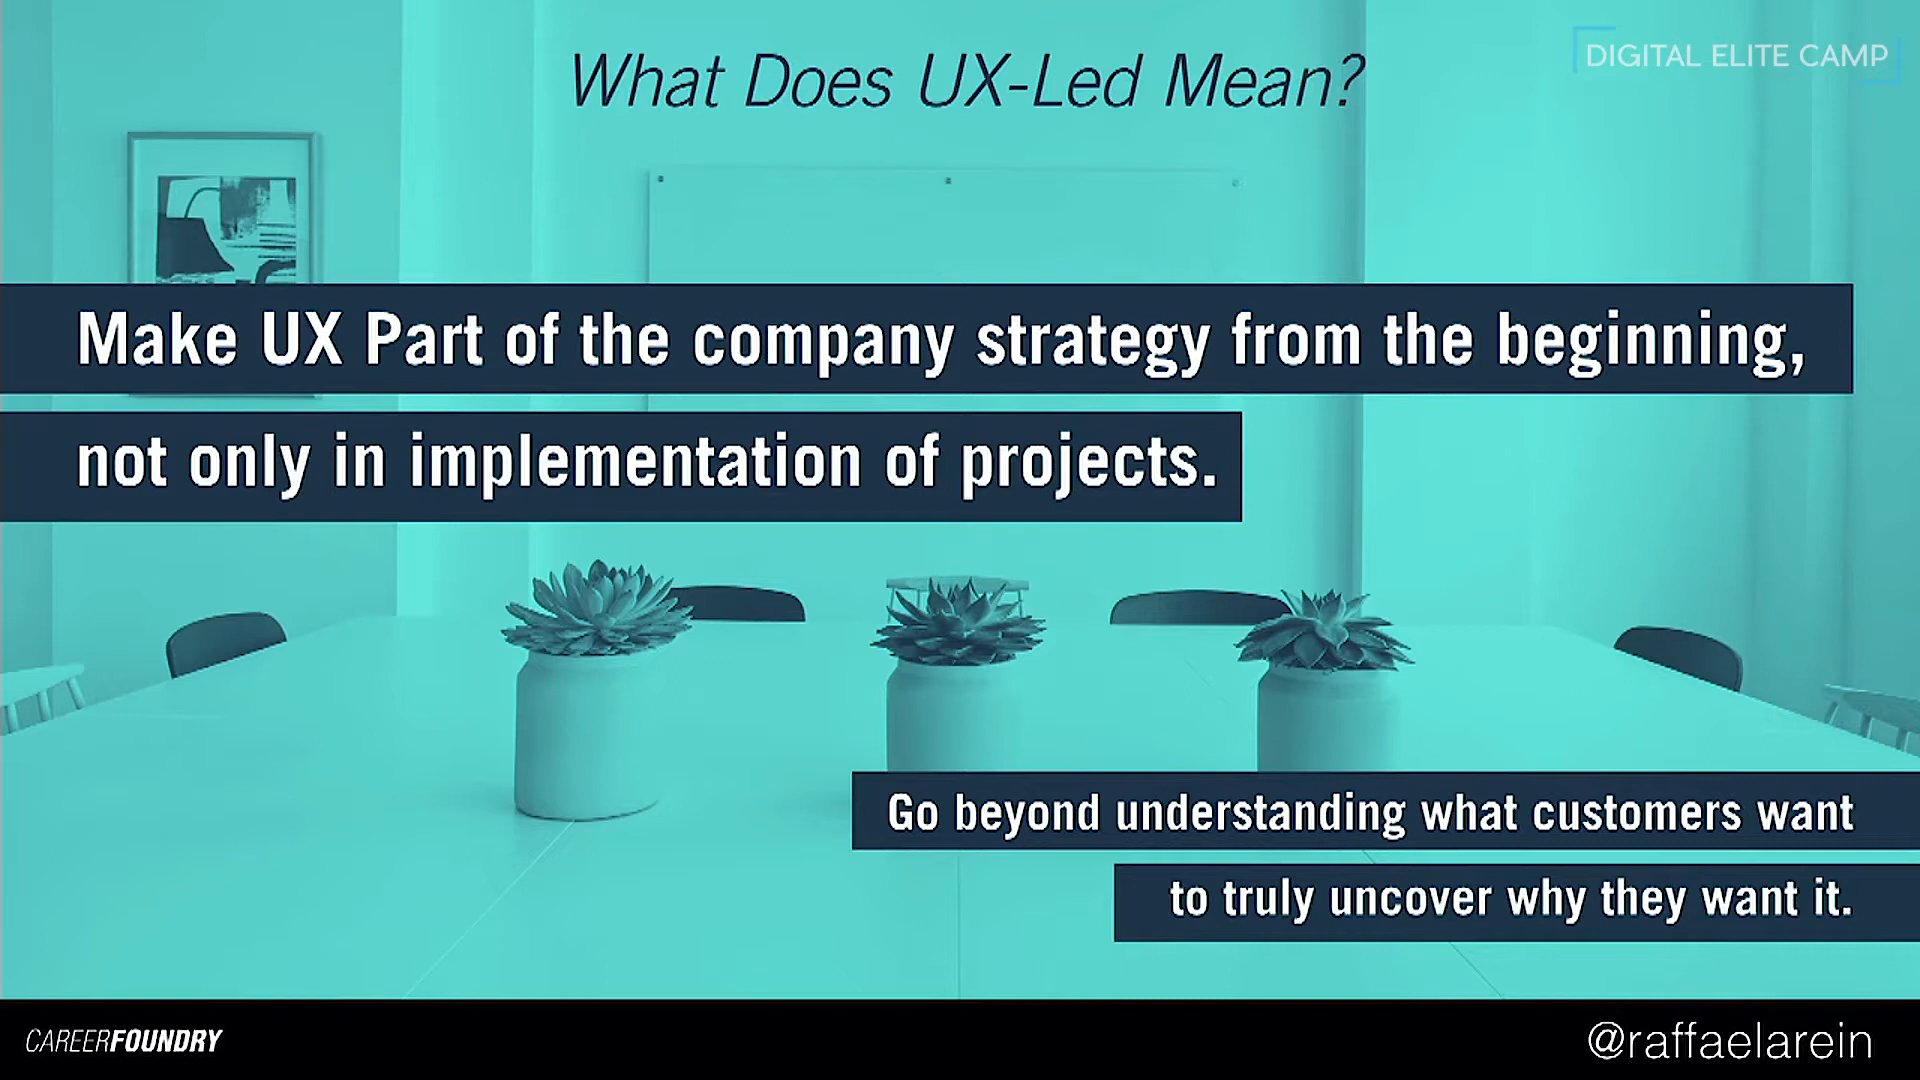 What Does UX-Led Mean?
DIGITAL ELITE CAMP
Make UX Part of the company strategy from the beginning,
not only in implementation of projects.
Go beyond understanding what customers want
to truly uncover why they want it.
CAREERFOUNDRY
@raffaelarein